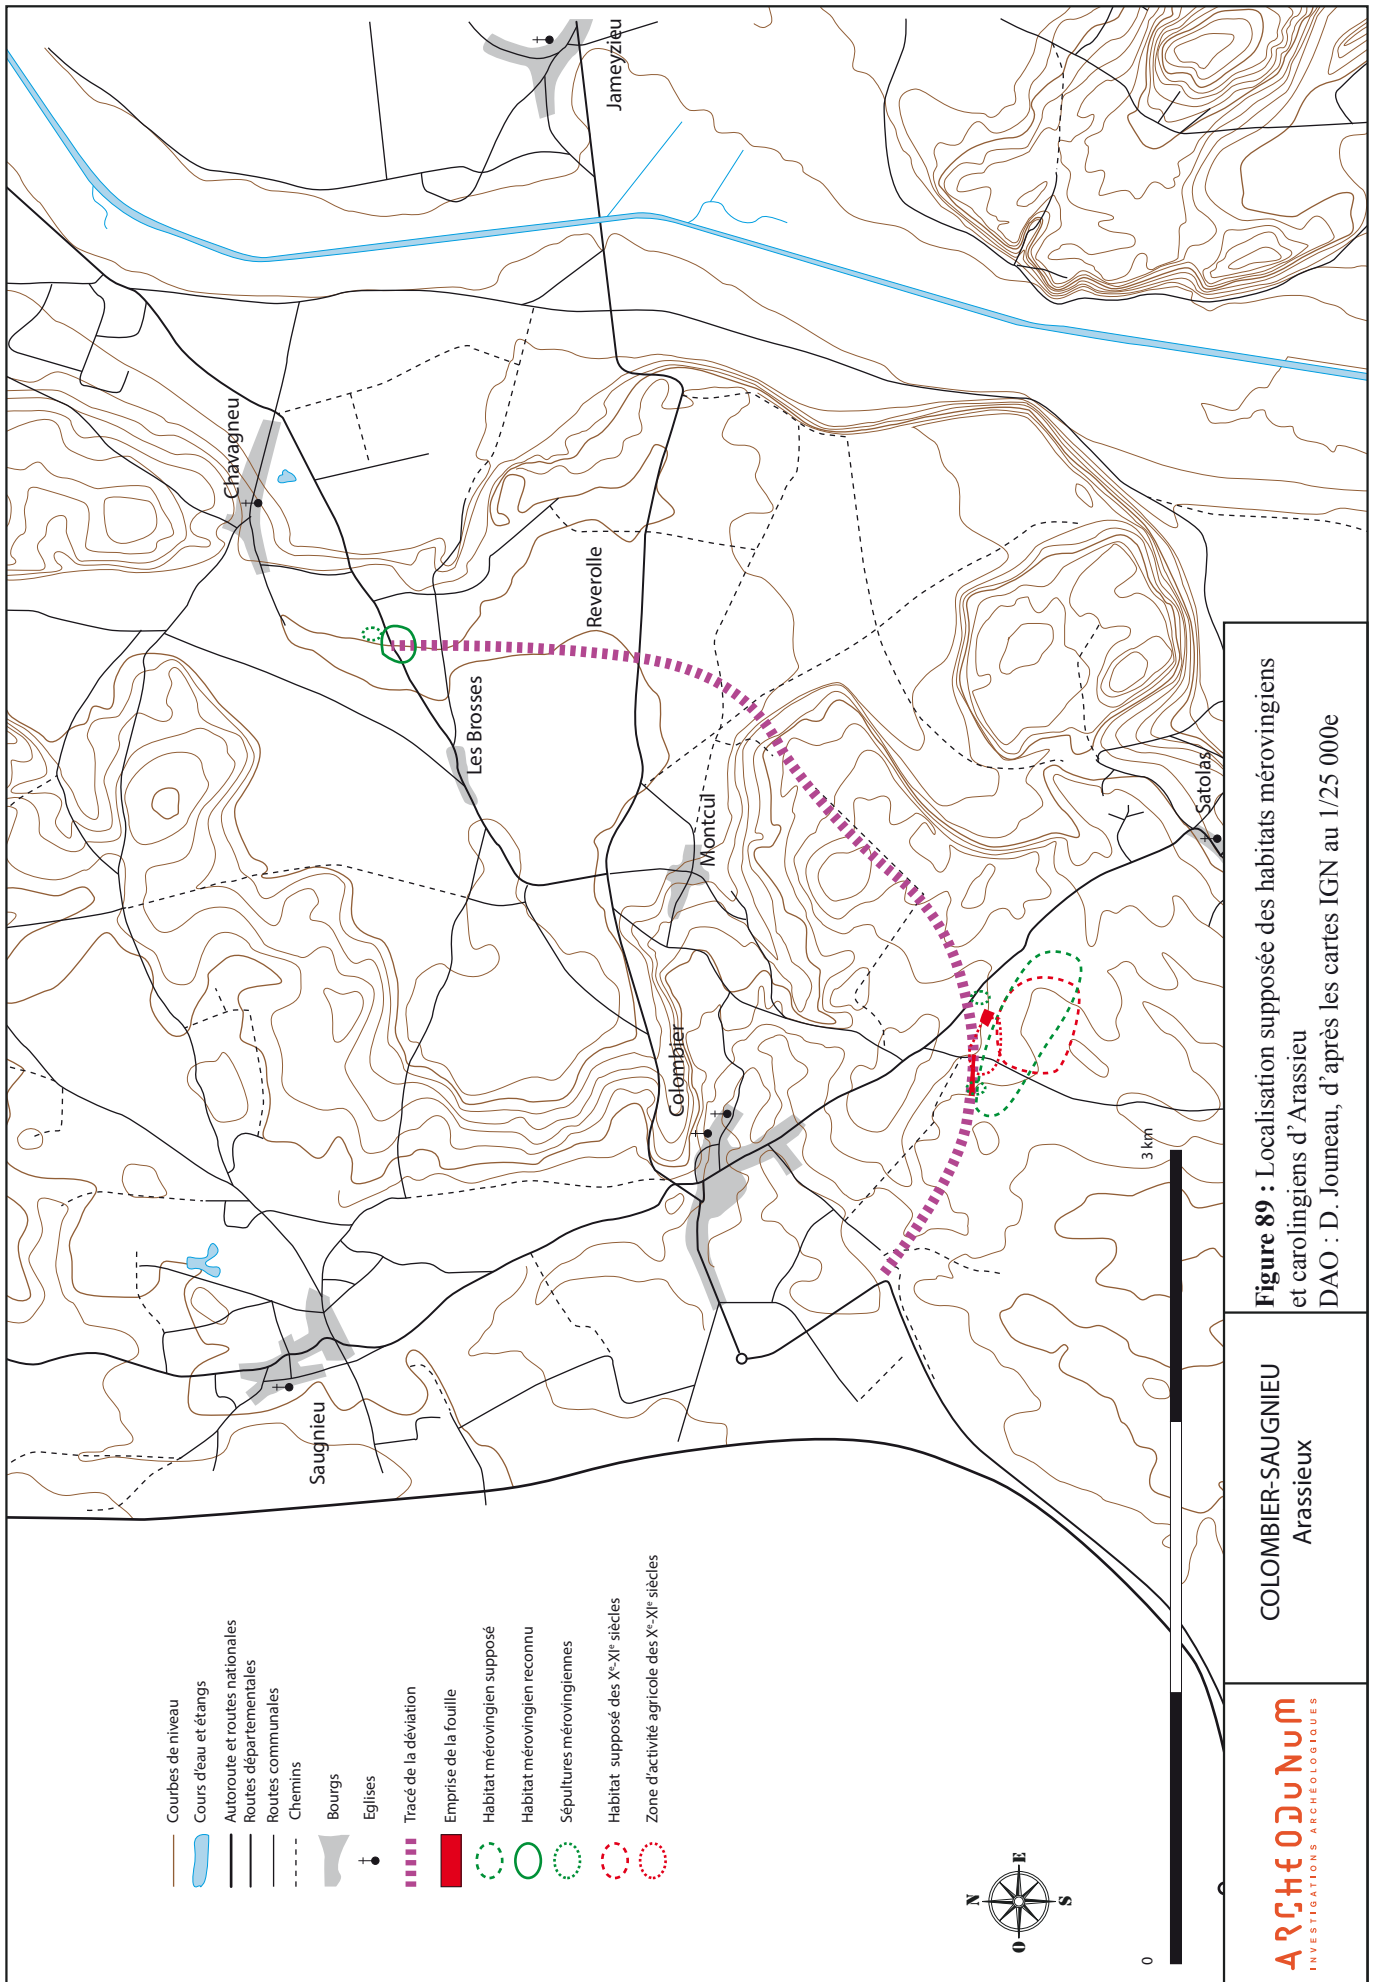 Jameyzieu
Chavagneu
Reverolle
Les Brosses
Montcul
Satolas
Colombier
Saugnieu
Courbes de niveau
Cours d'eau et étangs
Autoroute et routes nationales
Routes départementales
Routes communales
Chemins
Bourgs
Eglises
Tracé de la déviation
Emprise de la fouille
Habitat mérovingien supposé
Habitat mérovingien reconnu
Sépultures mérovingiennes
Habitat supposé des Xᵉ-XIᵉ siècles
Zone d'activité agricole des Xᵉ-XIᵉ siècles
N
E
S
O
0
3 km
ARCHEODUNUM
INVESTIGATIONS ARCHÉOLOGIQUES
COLOMBIER-SAUGNIEU
Arassieux
Figure 89 : Localisation supposée des habitats mérovingiens
et carolingiens d'Arassieu
DAO : D. Jouneau, d'après les cartes IGN au 1/25 000e